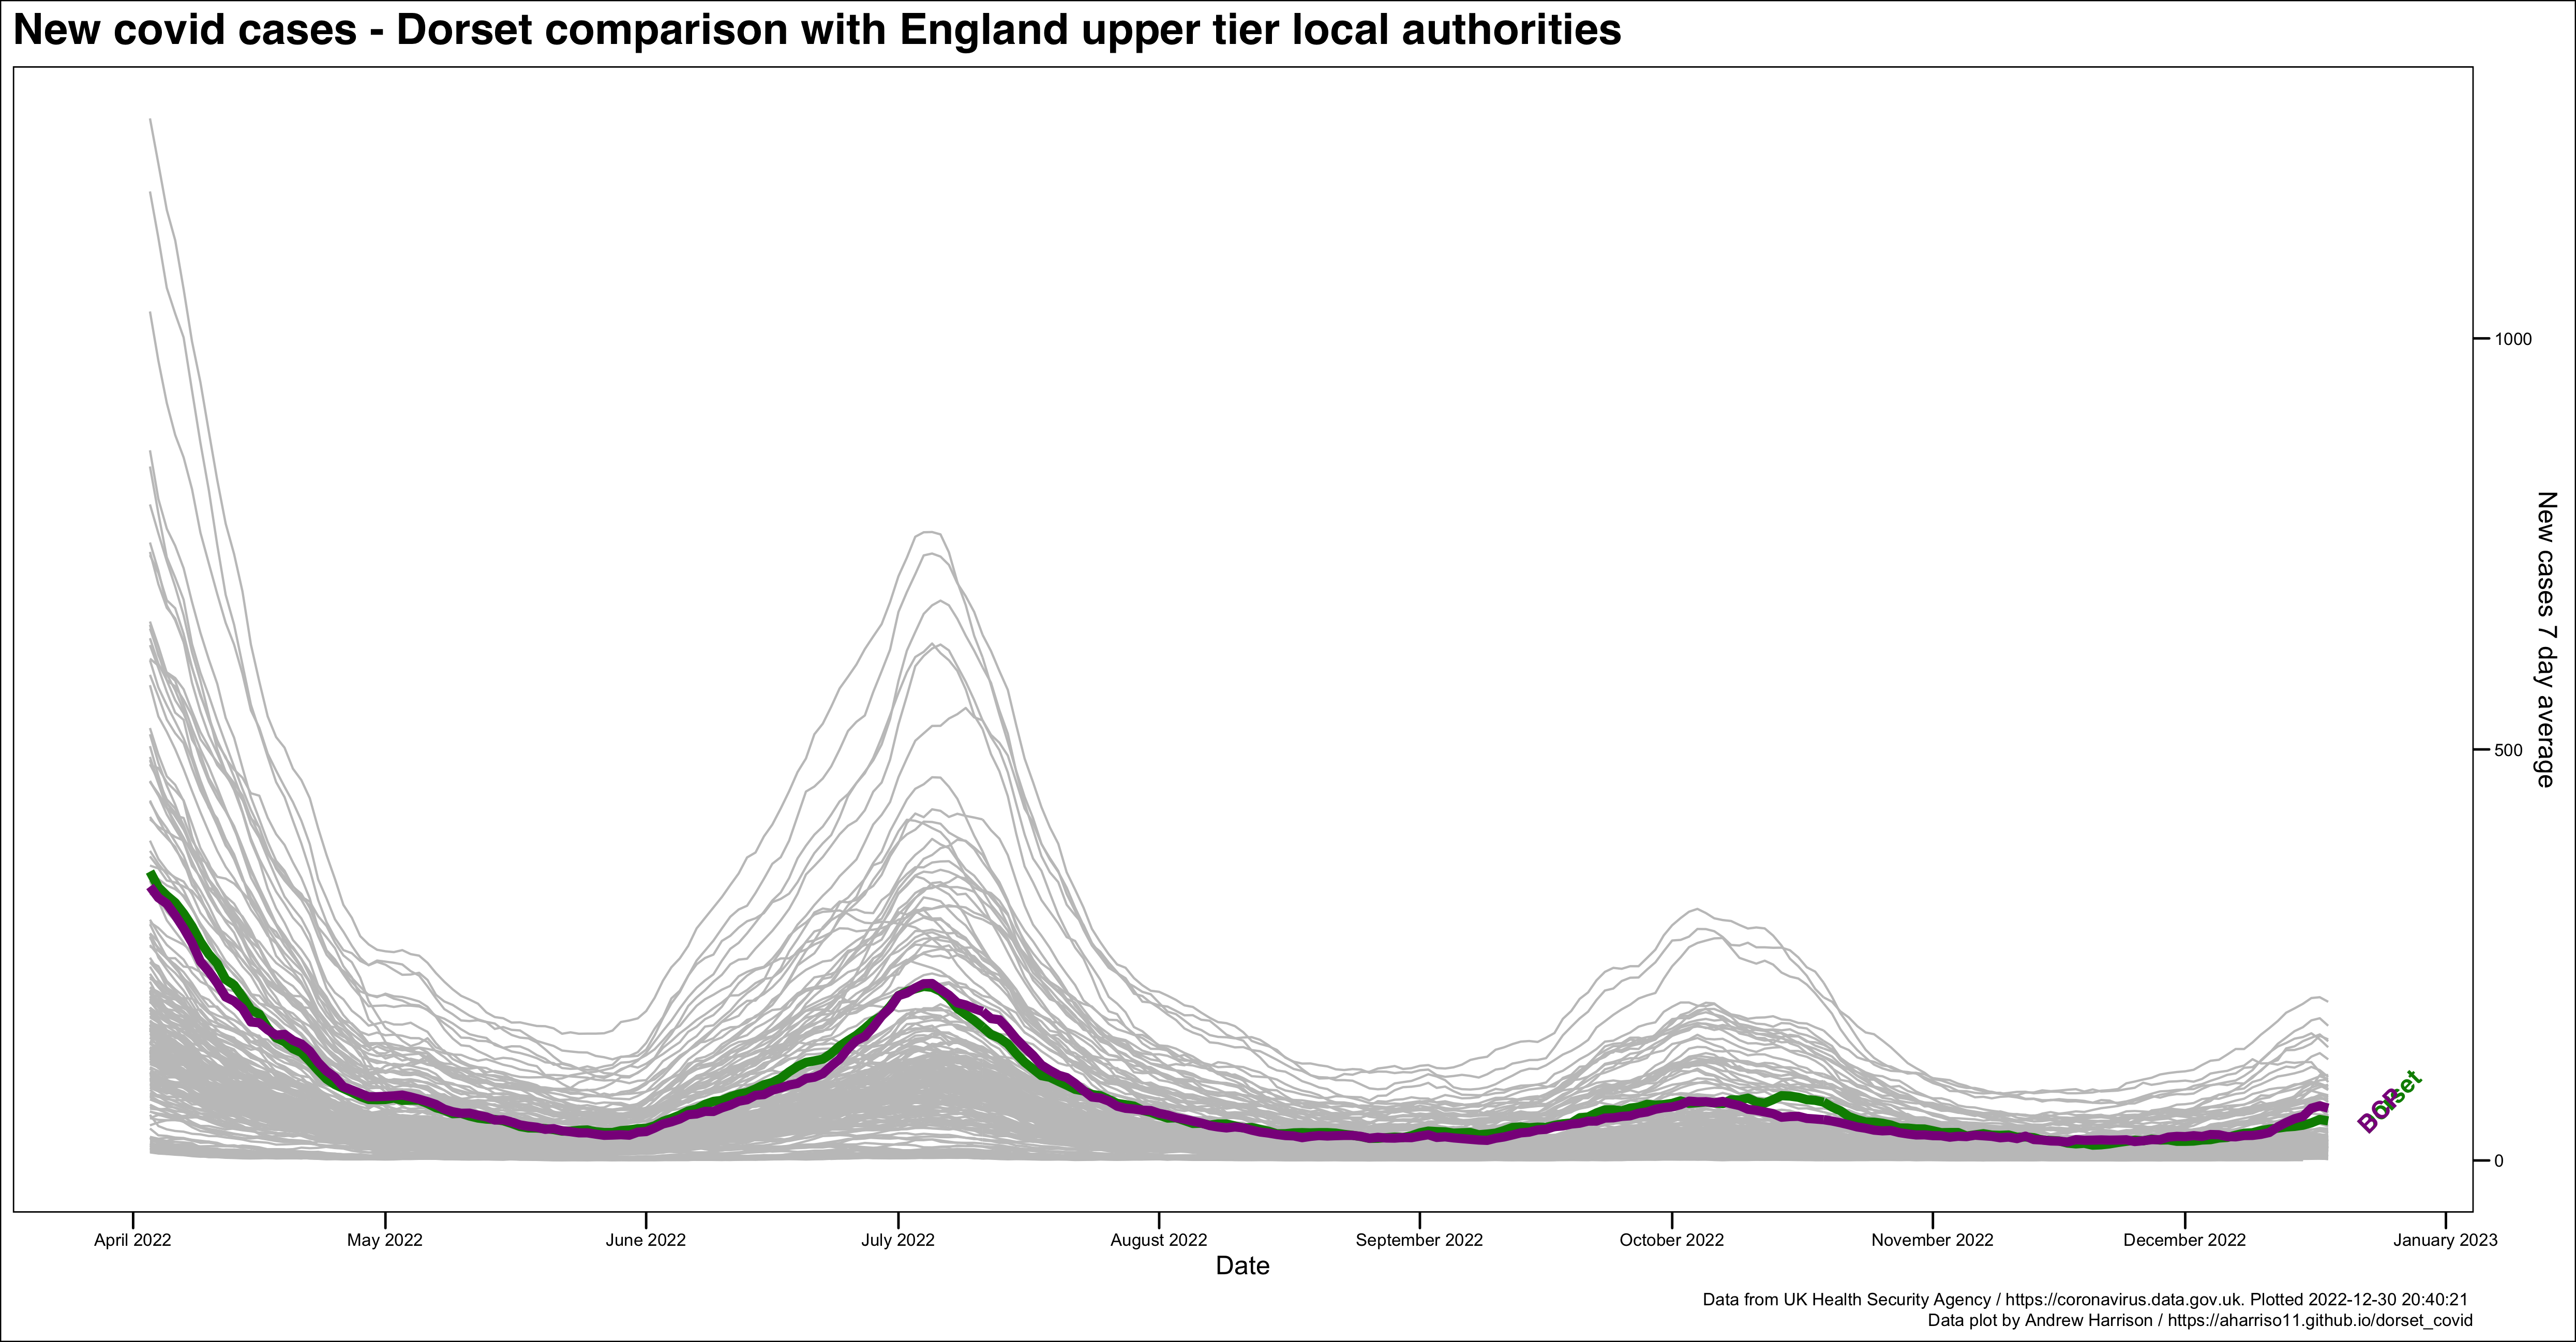 New covid cases - Dorset comparison with England upper tier local authorities
1000
500
0
New cases 7 day average
Dorset
BCP
April 2022
May 2022
June 2022
July 2022
August 2022
September 2022
October 2022
November 2022
December 2022
January 2023
Date
Data from UK Health Security Agency / https://coronavirus.data.gov.uk. Plotted 2022-12-30 20:40:21
Data plot by Andrew Harrison / https://aharriso11.github.io/dorset_covid